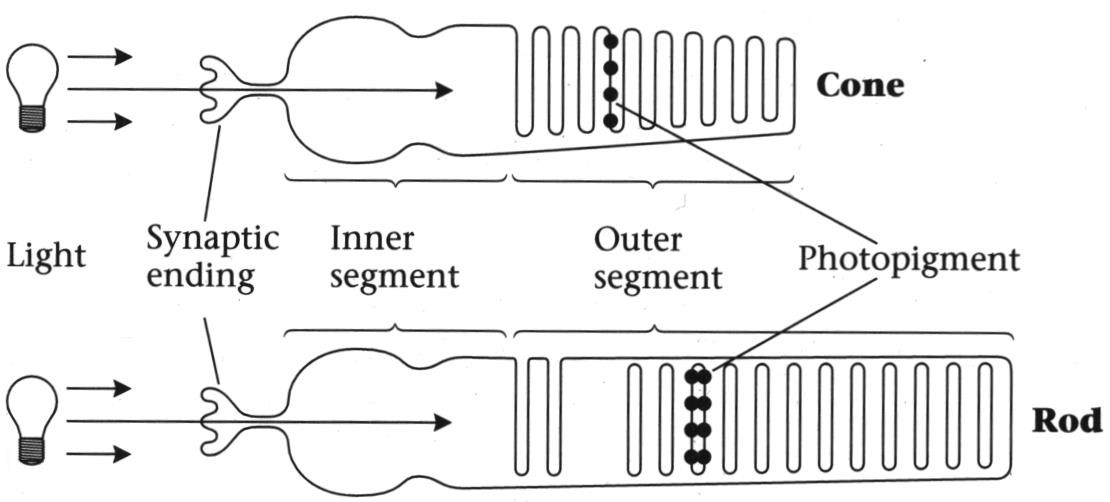 Cone
Light
Synaptic
ending
Inner
segment
Outer
segment
Photopigment
Rod